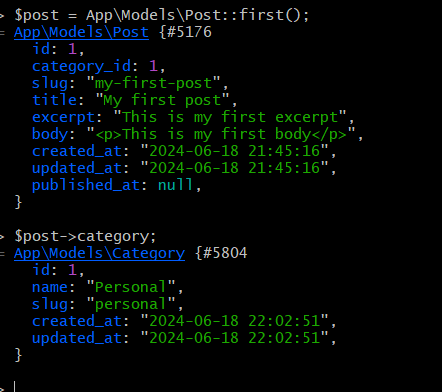 > $post = App\Models\Post::first();
= App\Models\Post {#5176
id: 1,
category_id: 1,
slug: "my-first-post",
title: "My first post",
excerpt: "This is my first excerpt",
body: "<p>This is my first body</p>",
created_at: "2024-06-18 21:45:16",
updated_at: "2024-06-18 21:45:16",
published_at: null,
}
> $post->category;
= App\Models\Category {#5804
id: 1,
name: "Personal",
slug: "personal",
created_at: "2024-06-18 22:02:51",
updated_at: "2024-06-18 22:02:51",
}
>